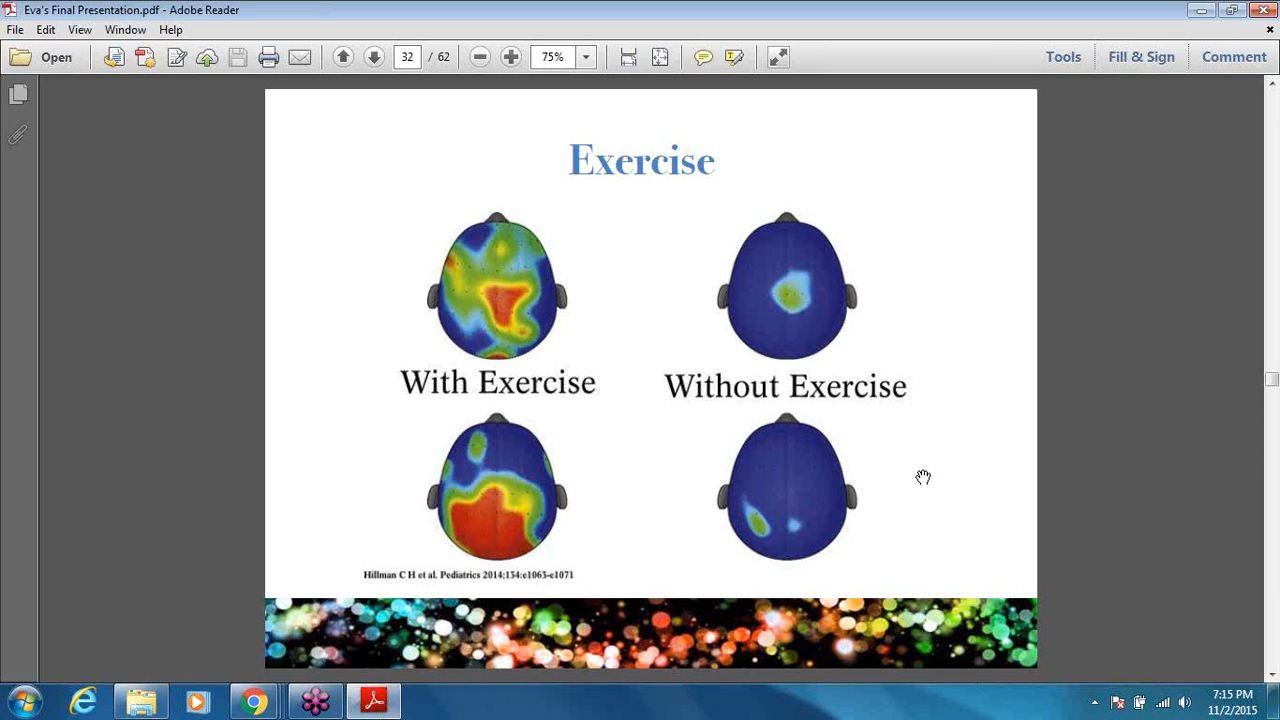 Eva's Final Presentation.pdf - Adobe Reader
File Edit View Window Help
Open 32 / 62 75% Tools Fill & Sign Comment
Exercise
With Exercise
Without Exercise
Hillman C H et al. Pediatrics 2014;134:e1063-e1071
7:15 PM
11/2/2015